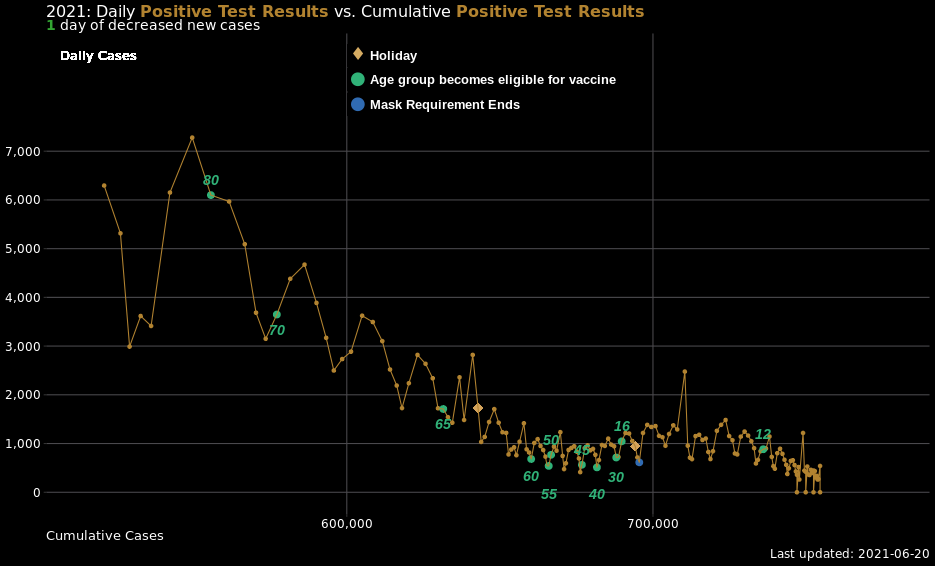 2021: Daily Positive Test Results vs. Cumulative Positive Test Results
1 day of decreased new cases
Daily Cases
Holiday
Age group becomes eligible for vaccine
Mask Requirement Ends
7,000
80
6,000
5,000
4,000
70
3,000
2,000
65
16
12
50
45
1,000
60
30
55
40
0
600,000
700,000
Cumulative Cases
Last updated: 2021-06-20